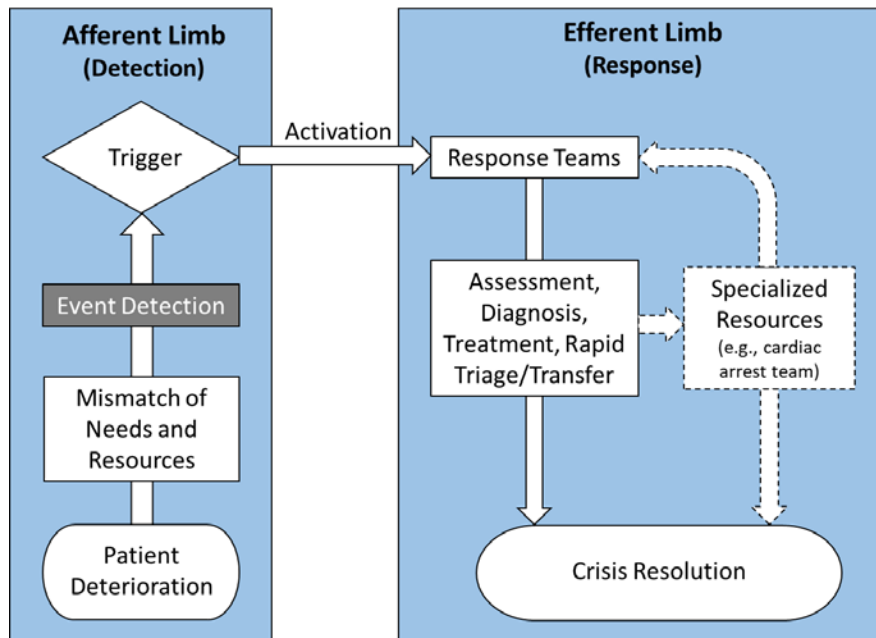 Afferent Limb
(Detection)
Trigger
Event Detection
Mismatch of
Needs and
Resources
Patient
Deterioration
Activation
Efferent Limb
(Response)
Response Teams
Assessment,
Diagnosis,
Treatment, Rapid
Triage/Transfer
Specialized
Resources
(e.g., cardiac
arrest team)
Crisis Resolution